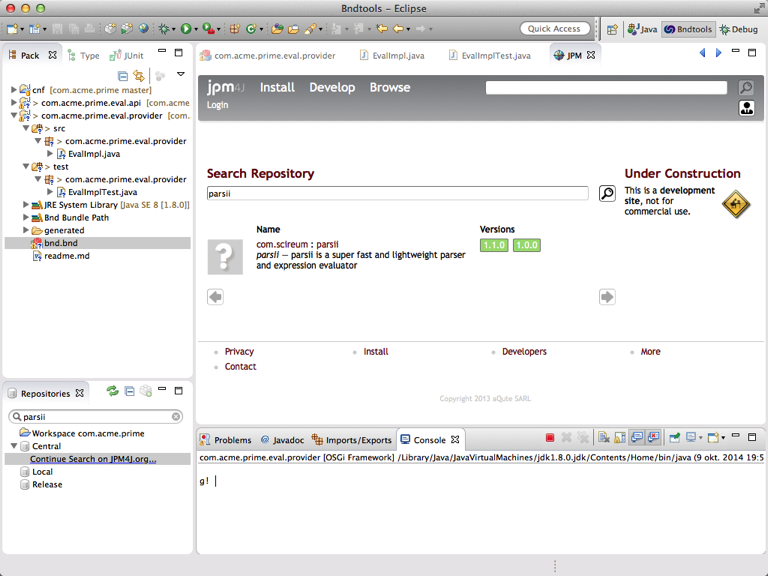 Bndtools - Eclipse
Quick Access
Java
Bndtools
Debug
Pack
Type
JUnit
cnf [com.acme.prime master]
> com.acme.prime.eval.api [com.acme
> com.acme.prime.eval.provider [com.
> src
> com.acme.prime.eval.provider
> EvalImpl.java
> test
> com.acme.prime.eval.provider
> EvalImplTest.java
JRE System Library [Java SE 8 [1.8.0]]
Bnd Bundle Path
generated
bnd.bnd
readme.md
Repositories
parsii
Workspace com.acme.prime
Central
Continue Search on JPM4J.org...
Local
Release
com.acme.prime.eval.provider
EvalImpl.java
EvalImplTest.java
JPM
jpm4J
Install
Develop
Browse
Login
Search Repository
parsii
Under Construction
This is a development
site, not for
commercial use.
Name
Versions
com.scireum : parsii
1.1.0
1.0.0
parsii — parsii is a super fast and lightweight parser
and expression evaluator
Privacy
Install
Developers
More
Contact
Copyright 2013 aQute SARL
Problems
Javadoc
Imports/Exports
Console
com.acme.prime.eval.provider [OSGi Framework] /Library/Java/JavaVirtualMachines/jdk1.8.0.jdk/Contents/Home/bin/java (9 okt. 2014 19:5
g!